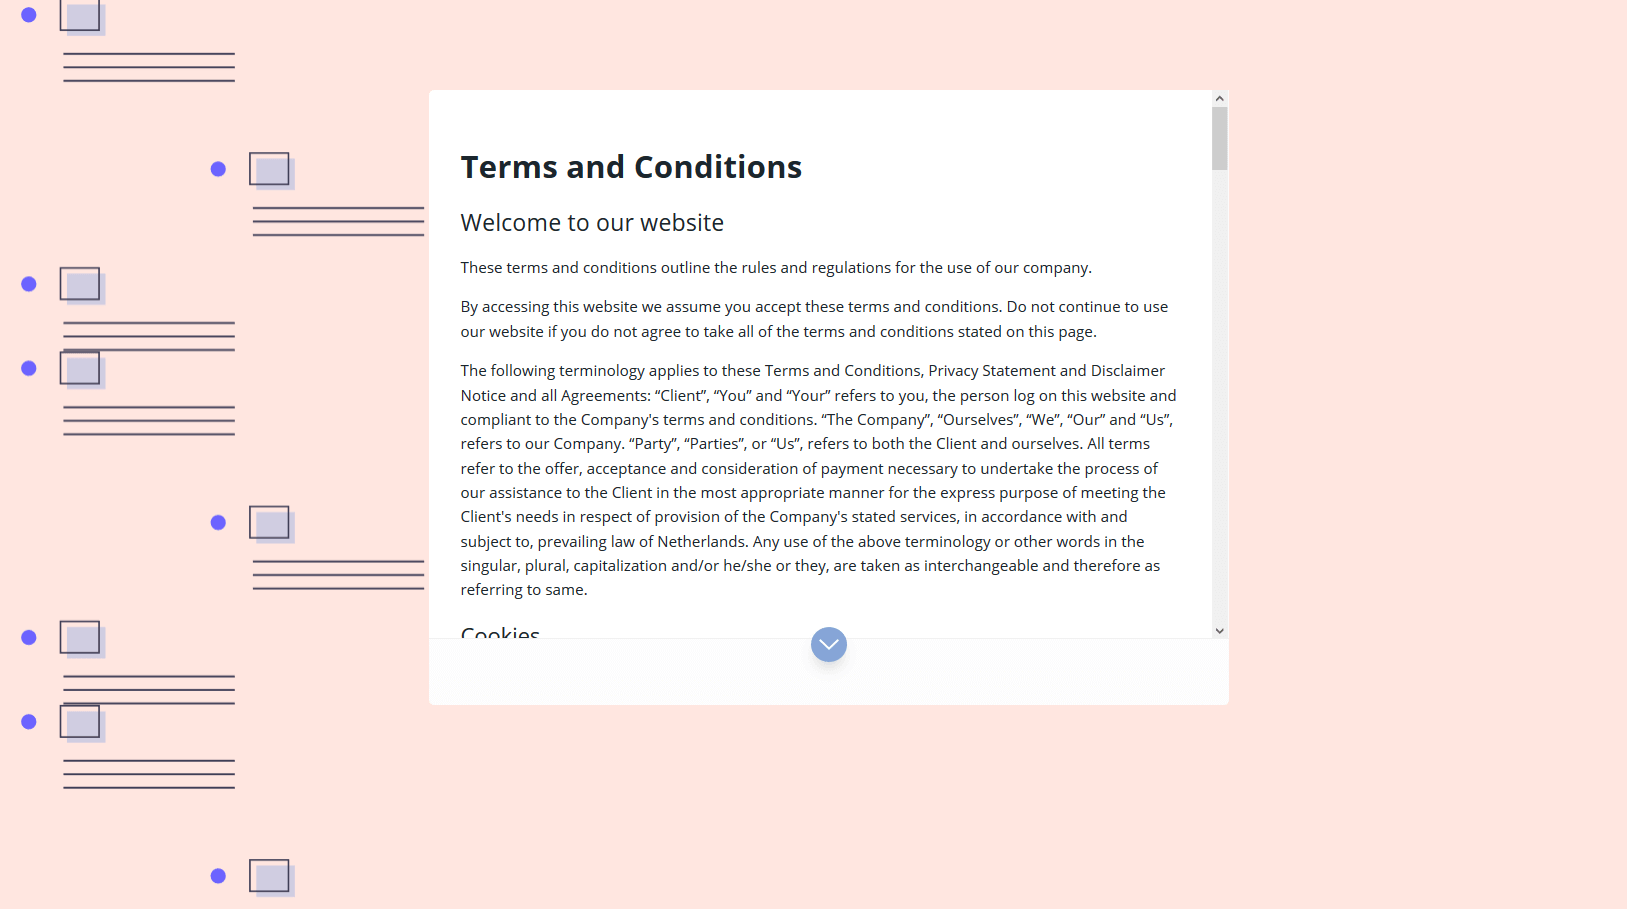 Terms and Conditions
Welcome to our website
These terms and conditions outline the rules and regulations for the use of our company.
By accessing this website we assume you accept these terms and conditions. Do not continue to use
our website if you do not agree to take all of the terms and conditions stated on this page.
The following terminology applies to these Terms and Conditions, Privacy Statement and Disclaimer
Notice and all Agreements: “Client”, “You” and “Your” refers to you, the person log on this website and
compliant to the Company's terms and conditions. “The Company”, “Ourselves”, “We”, “Our” and “Us”,
refers to our Company. “Party”, “Parties”, or “Us”, refers to both the Client and ourselves. All terms
refer to the offer, acceptance and consideration of payment necessary to undertake the process of
our assistance to the Client in the most appropriate manner for the express purpose of meeting the
Client's needs in respect of provision of the Company's stated services, in accordance with and
subject to, prevailing law of Netherlands. Any use of the above terminology or other words in the
singular, plural, capitalization and/or he/she or they, are taken as interchangeable and therefore as
referring to same.
Cookies